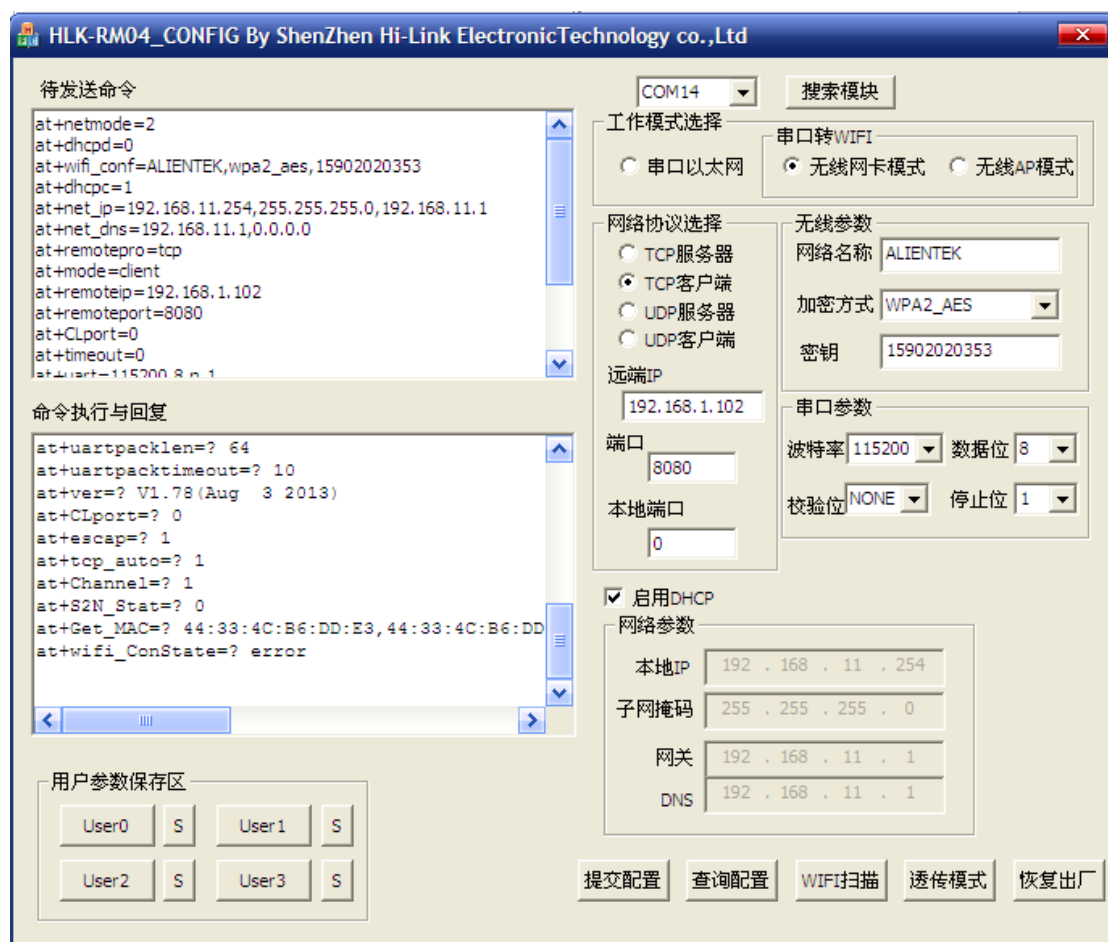 HLK-RM04_CONFIG By ShenZhen Hi-Link ElectronicTechnology co.,Ltd
待发送命令
at+netmode=2
at+dhcpd=0
at+wifi_conf=ALIENTEK,wpa2_aes,15902020353
at+dhcpc=1
at+net_ip=192.168.11.254,255.255.255.0,192.168.11.1
at+net_dns=192.168.11.1,0.0.0.0
at+remotepro=tcp
at+mode=client
at+remoteip=192.168.1.102
at+remoteport=8080
at+CLport=0
at+timeout=0
at+uart=115200,8,n,1
命令执行与回复
at+uartpacklen=? 64
at+uartpacktimeout=? 10
at+ver=? V1.78(Aug  3 2013)
at+CLport=? 0
at+escap=? 1
at+tcp_auto=? 1
at+Channel=? 1
at+S2N_Stat=? 0
at+Get_MAC=? 44:33:4C:B6:DD:E3,44:33:4C:B6:DD
at+wifi_ConState=? error
用户参数保存区
User0 S User1 S
User2 S User3 S
COM14 搜索模块
工作模式选择
串口转WIFI
串口以太网 无线网卡模式 无线AP模式
网络协议选择
TCP服务器
TCP客户端
UDP服务器
UDP客户端
远端IP
192.168.1.102
端口
8080
本地端口
0
无线参数
网络名称 ALIENTEK
加密方式 WPA2_AES
密钥 15902020353
串口参数
波特率 115200 数据位 8
校验位 NONE 停止位 1
启用DHCP
网络参数
本地IP 192 . 168 . 11 . 254
子网掩码 255 . 255 . 255 . 0
网关 192 . 168 . 11 . 1
DNS 192 . 168 . 11 . 1
提交配置 查询配置 WIFI扫描 透传模式 恢复出厂